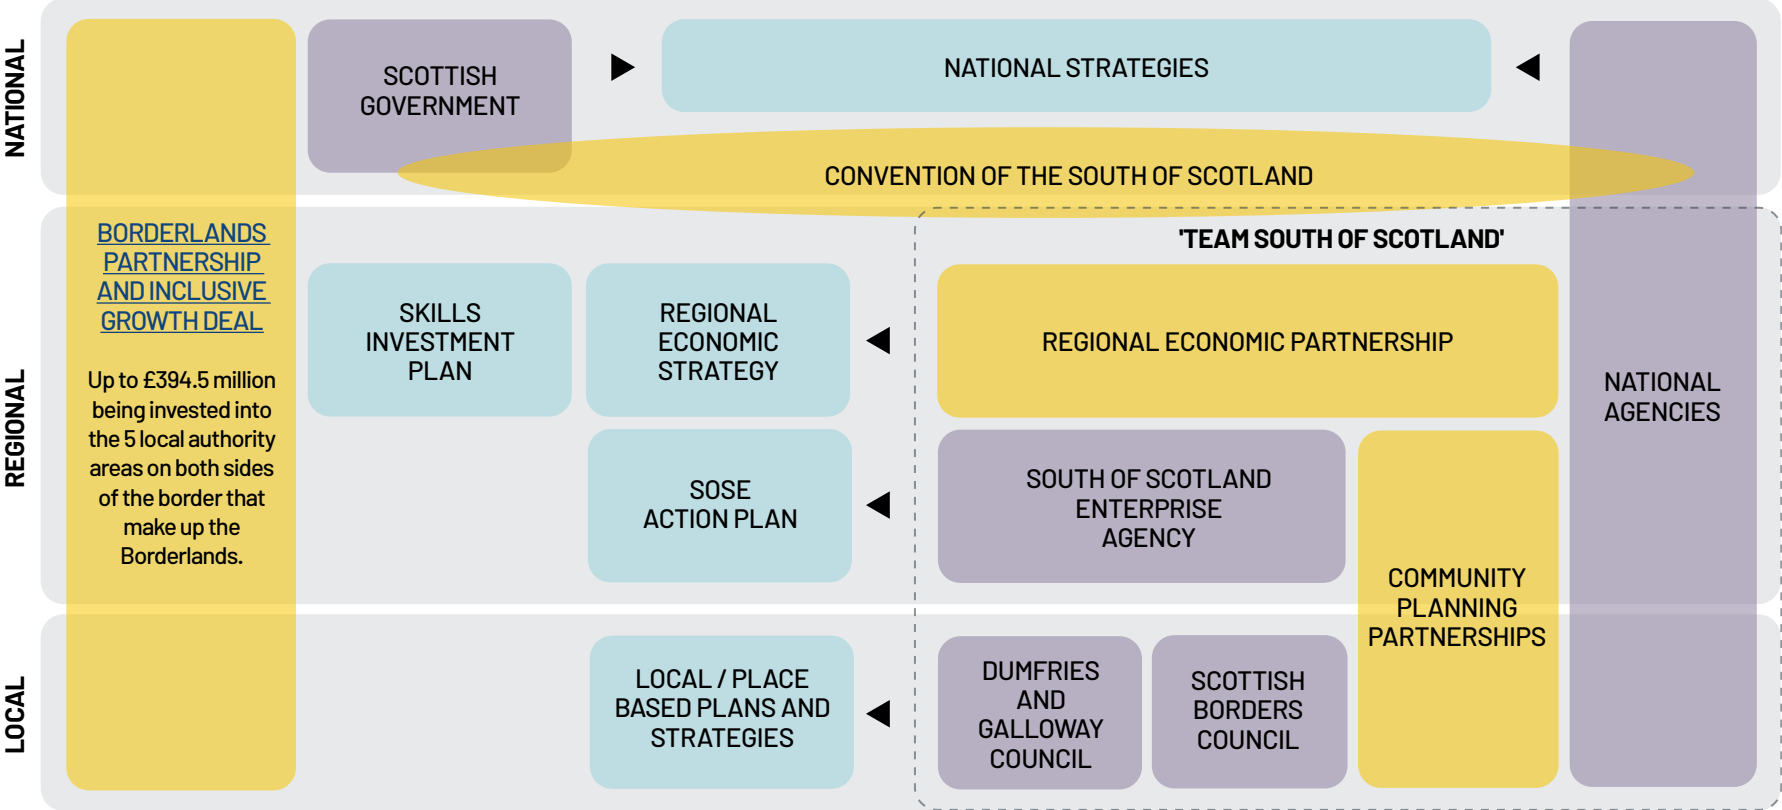 NATIONAL
SCOTTISH
GOVERNMENT
NATIONAL STRATEGIES
CONVENTION OF THE SOUTH OF SCOTLAND
REGIONAL
BORDERLANDS
PARTNERSHIP
AND INCLUSIVE
GROWTH DEAL
Up to £394.5 million
being invested into
the 5 local authority
areas on both sides
of the border that
make up the
Borderlands.
'TEAM SOUTH OF SCOTLAND'
SKILLS
INVESTMENT
PLAN
REGIONAL
ECONOMIC
STRATEGY
REGIONAL ECONOMIC PARTNERSHIP
NATIONAL
AGENCIES
SOSE
ACTION PLAN
SOUTH OF SCOTLAND
ENTERPRISE
AGENCY
COMMUNITY
PLANNING
PARTNERSHIPS
LOCAL
LOCAL / PLACE
BASED PLANS AND
STRATEGIES
DUMFRIES
AND
GALLOWAY
COUNCIL
SCOTTISH
BORDERS
COUNCIL